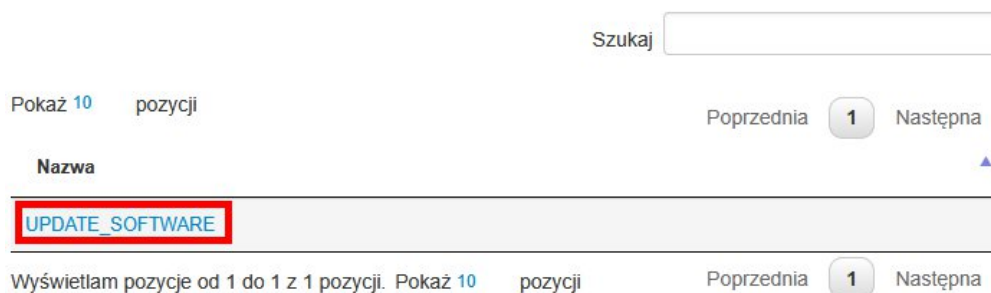 Szukaj
Pokaż 10 pozycji
Poprzednia 1 Następna
Nazwa
UPDATE_SOFTWARE
Wyświetlam pozycje od 1 do 1 z 1 pozycji. Pokaż 10 pozycji
Poprzednia 1 Następna